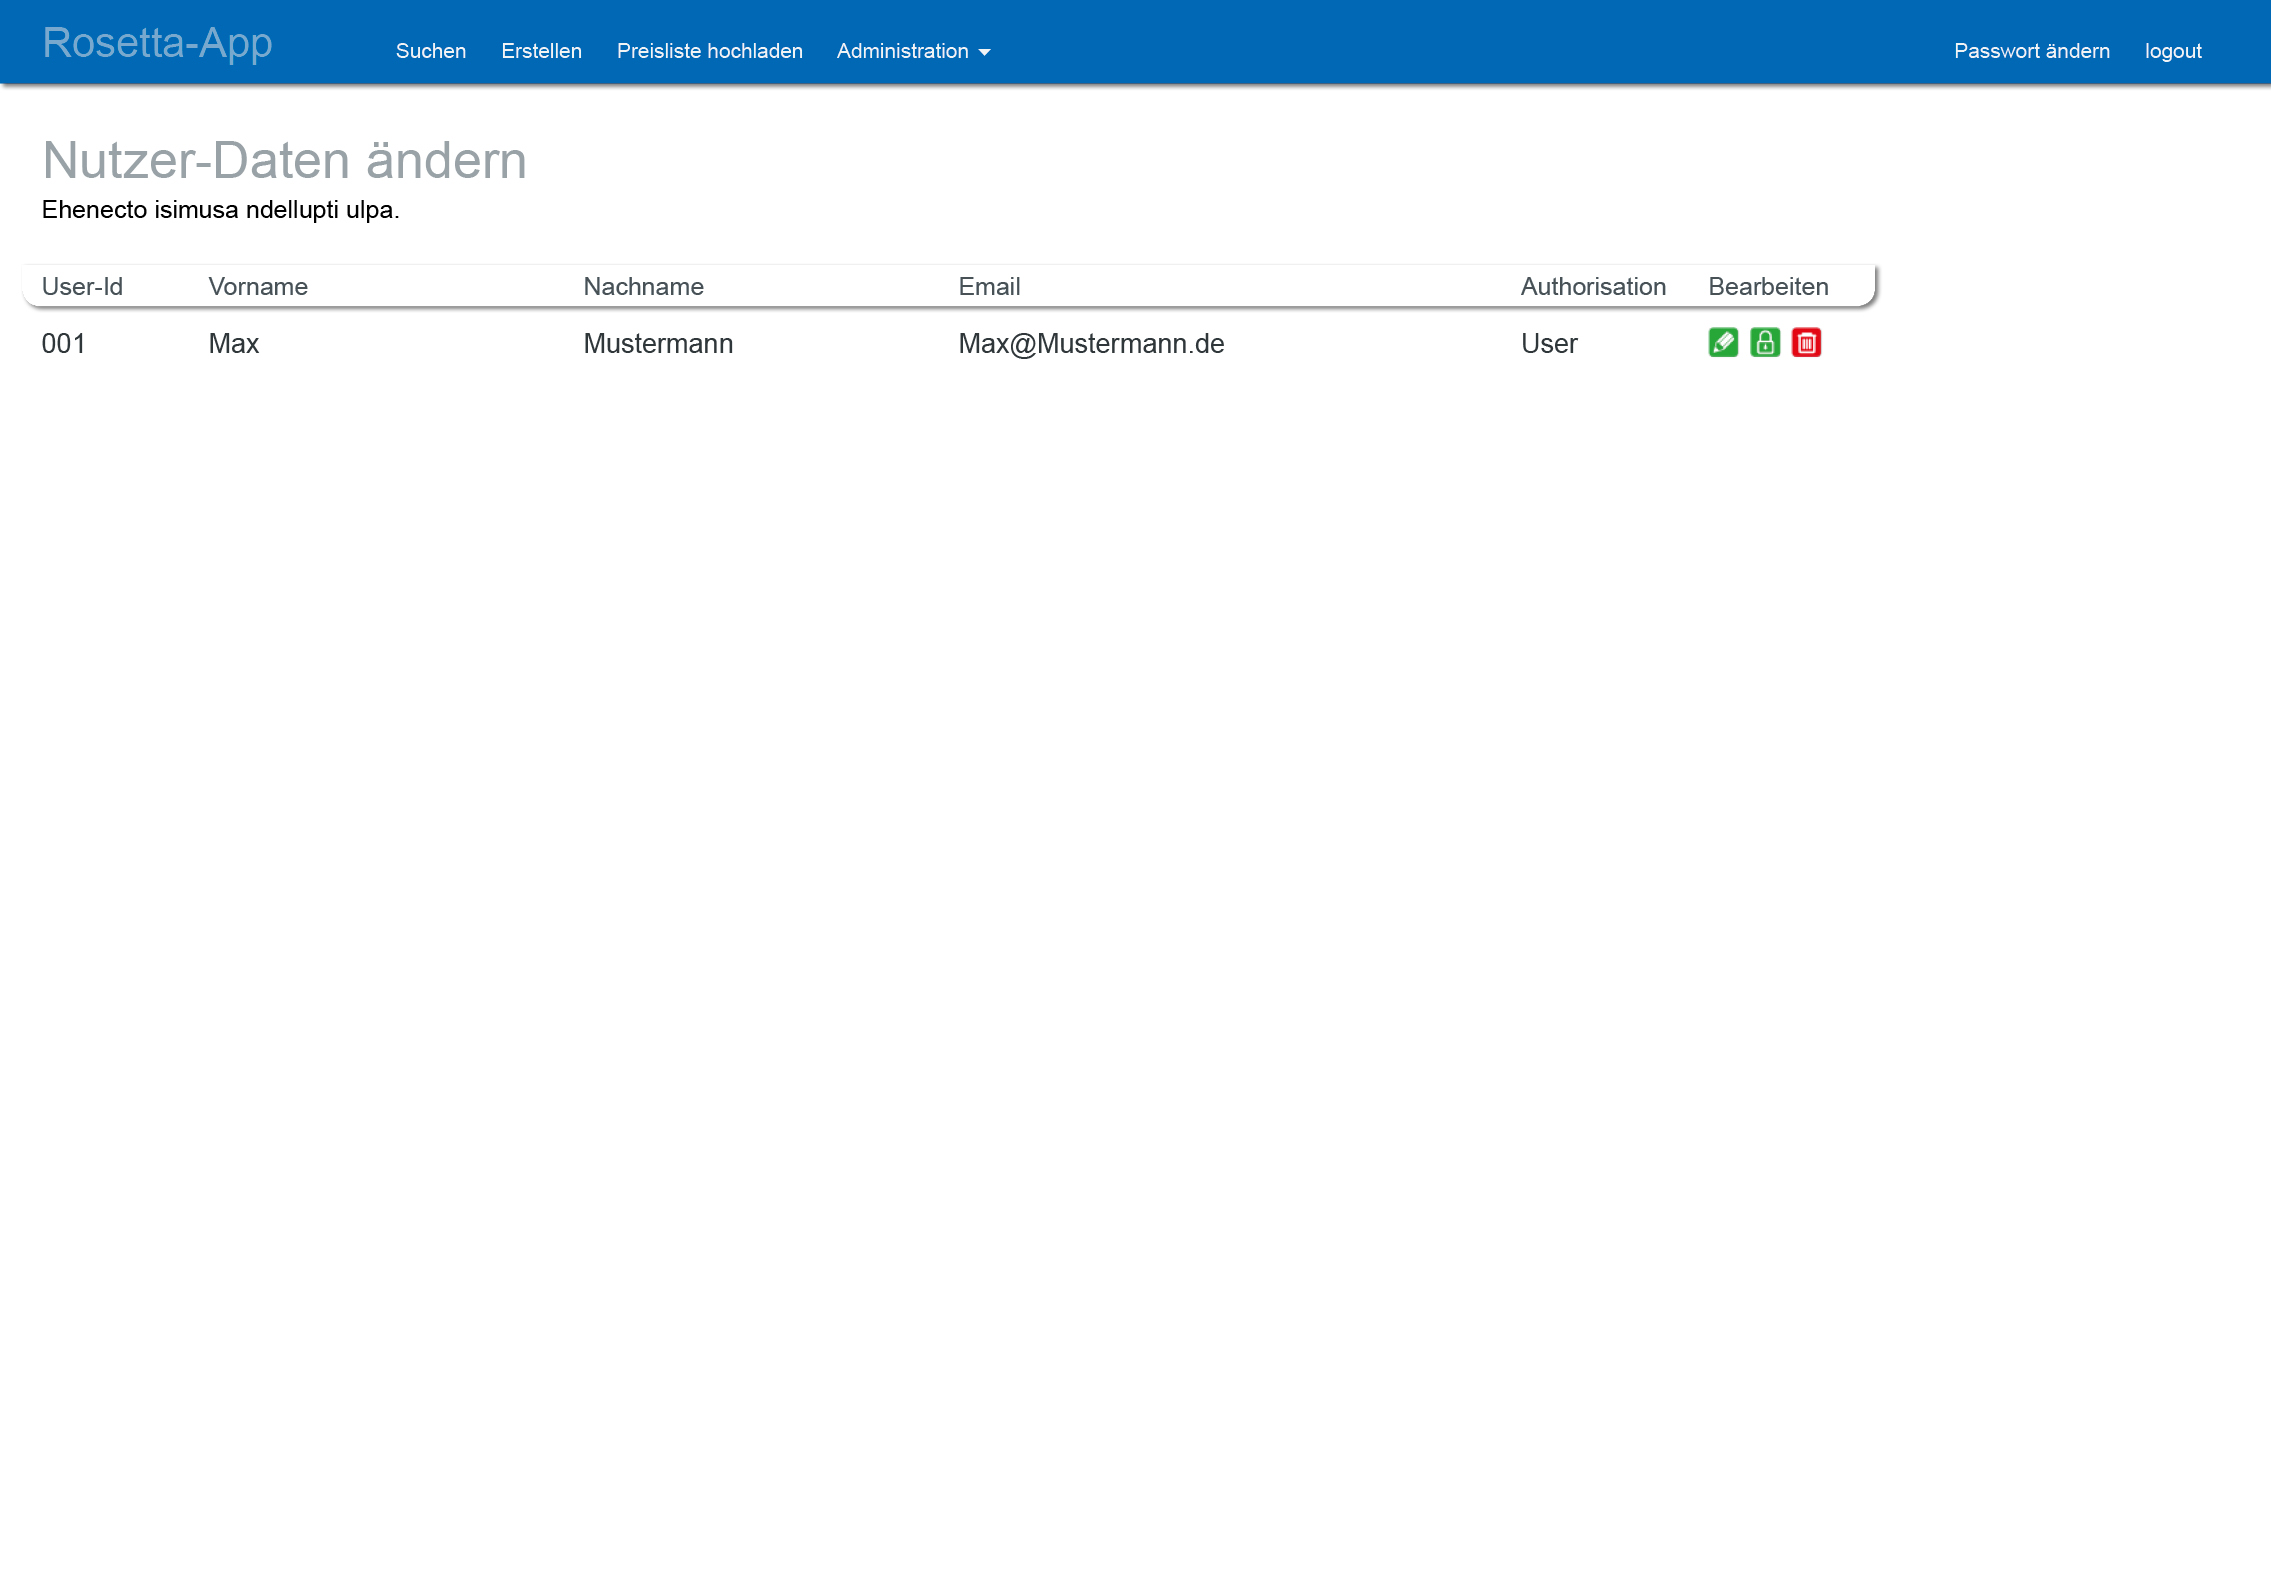 Rosetta-App Suchen Erstellen Preisliste hochladen Administration Passwort ändern logout
Nutzer-Daten ändern
Ehenecto isimusa ndellupti ulpa.
User-Id Vorname Nachname Email Authorisation Bearbeiten
001 Max Mustermann Max@Mustermann.de User